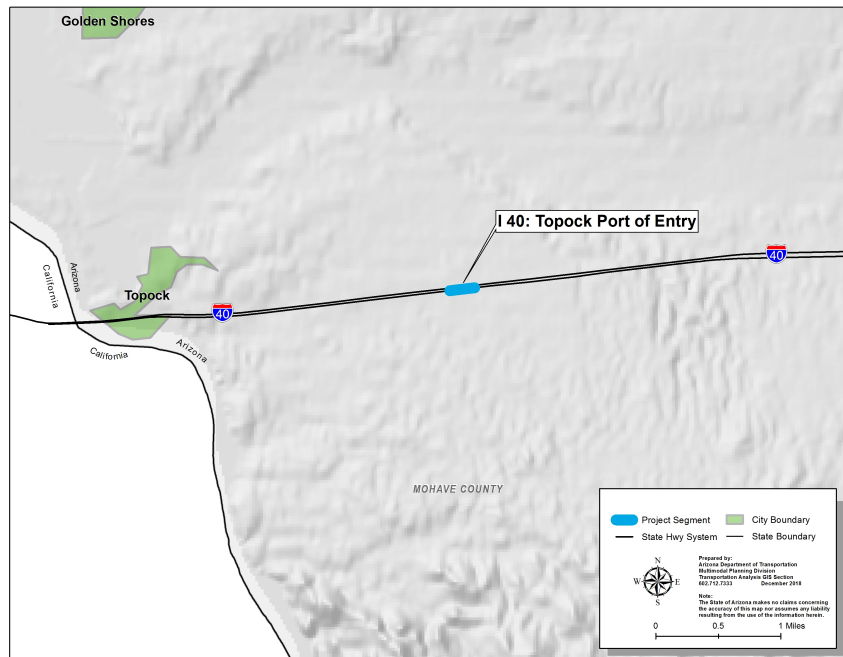 Golden Shores
I 40: Topock Port of Entry
Arizona
California
40
Topock
40
California
Arizona
MOHAVE COUNTY
Project Segment
City Boundary
State Hwy System
State Boundary
N
W
E
S
Prepared by:
Arizona Department of Transportation
Multimodal Planning Division
Transportation Analysis GIS Section
602.712.7333 December 2018
Note:
The State of Arizona makes no claims concerning
the accuracy of this map nor assumes any liability
resulting from the use of the information herein.
0 0.5 1 Miles